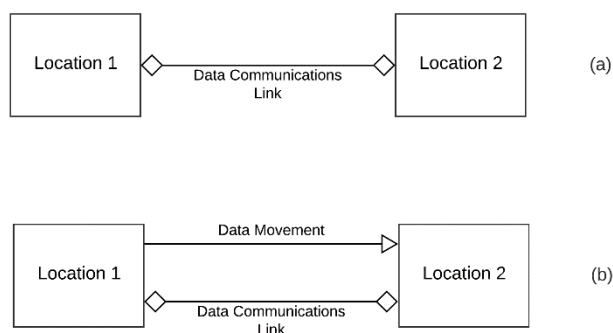 Location 1
Data Communications
Link
Location 2
(a)
Data Movement
Location 1
Data Communications
Link
Location 2
(b)